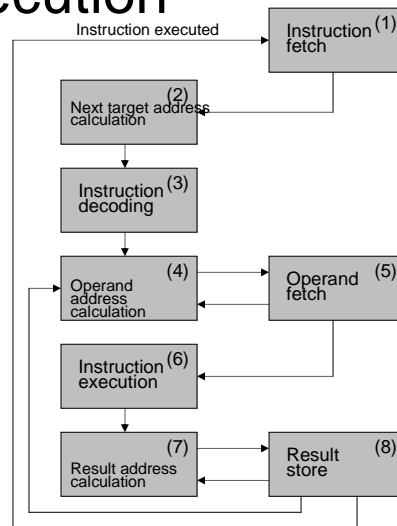 Instruction executed
Instruction (1)
fetch
(2)
Next target address
calculation
Instruction (3)
decoding
(4)
Operand
address
calculation
(5)
Operand
fetch
(6)
Instruction
execution
(7)
Result address
calculation
(8)
Result
store